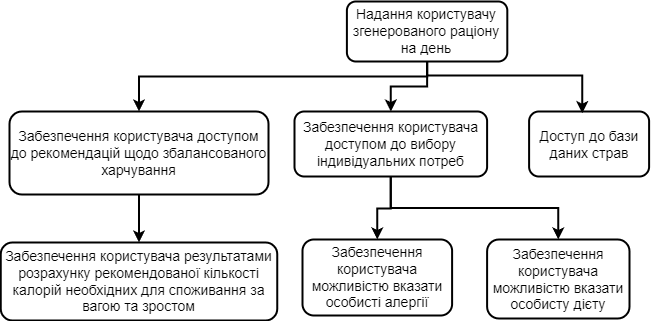 Надання користувачу
згенерованого раціону
на день
Забезпечення користувача доступом
до рекомендацій щодо збалансованого
харчування
Забезпечення користувача
доступом до вибору
індивідуальних потреб
Доступ до бази
даних страв
Забезпечення користувача результатами
розрахунку рекомендованої кількості
калорій необхідних для споживання за
вагою та зростом
Забезпечення
користувача
можливістю вказати
особисті алергії
Забезпечення
користувача
можливістю вказати
особисту дієту